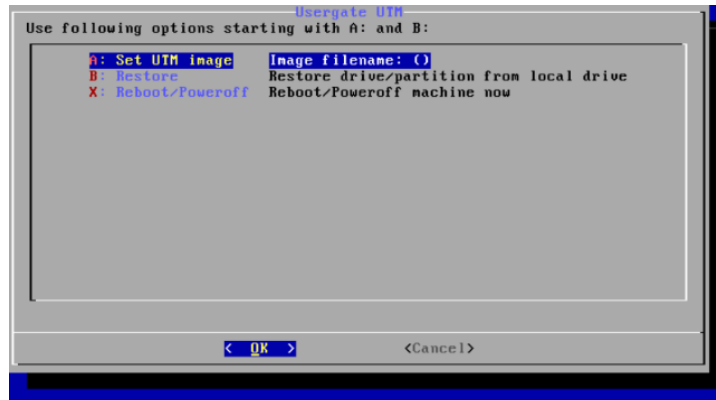 Usergate UTM
Use following options starting with A: and B:
A: Set UTM image Image filename: ()
B: Restore Restore drive/partition from local drive
X: Reboot/Poweroff Reboot/Poweroff machine now
< OK > <Cancel>